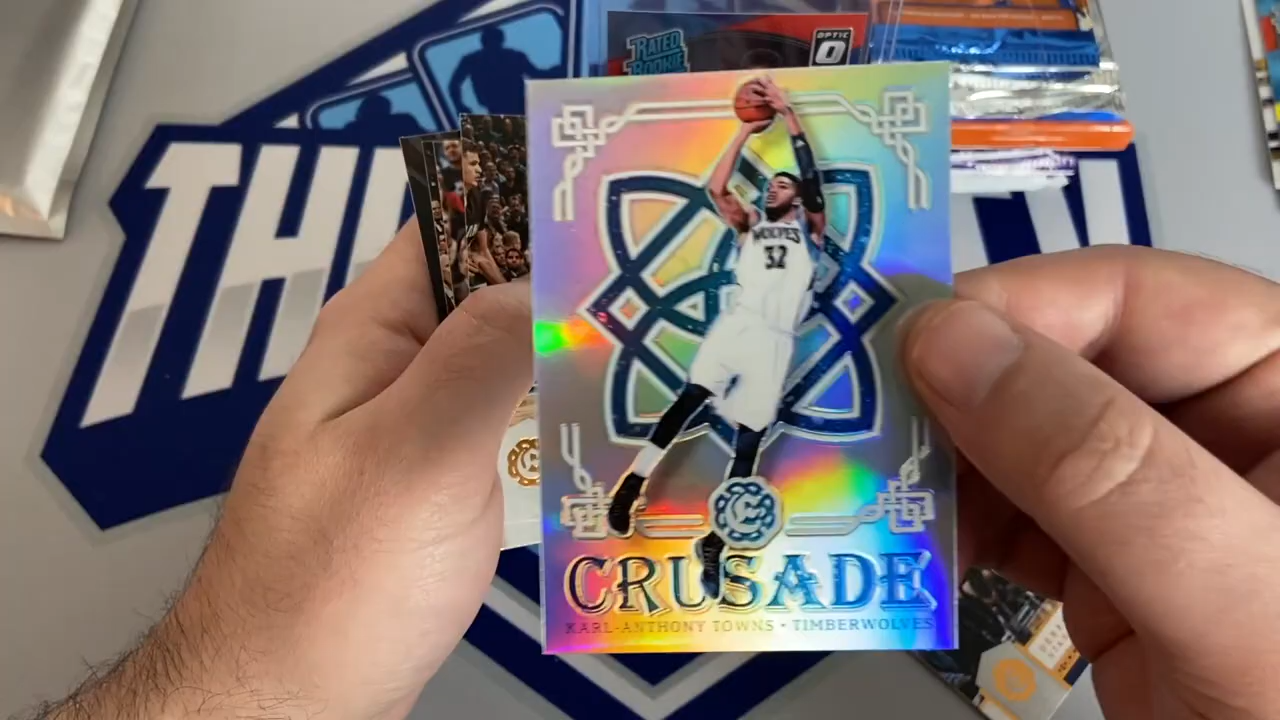 RATED
ROOKIE
OPTIC
WOLVES
32
CRUSADE
KARL-ANTHONY TOWNS • TIMBERWOLVES